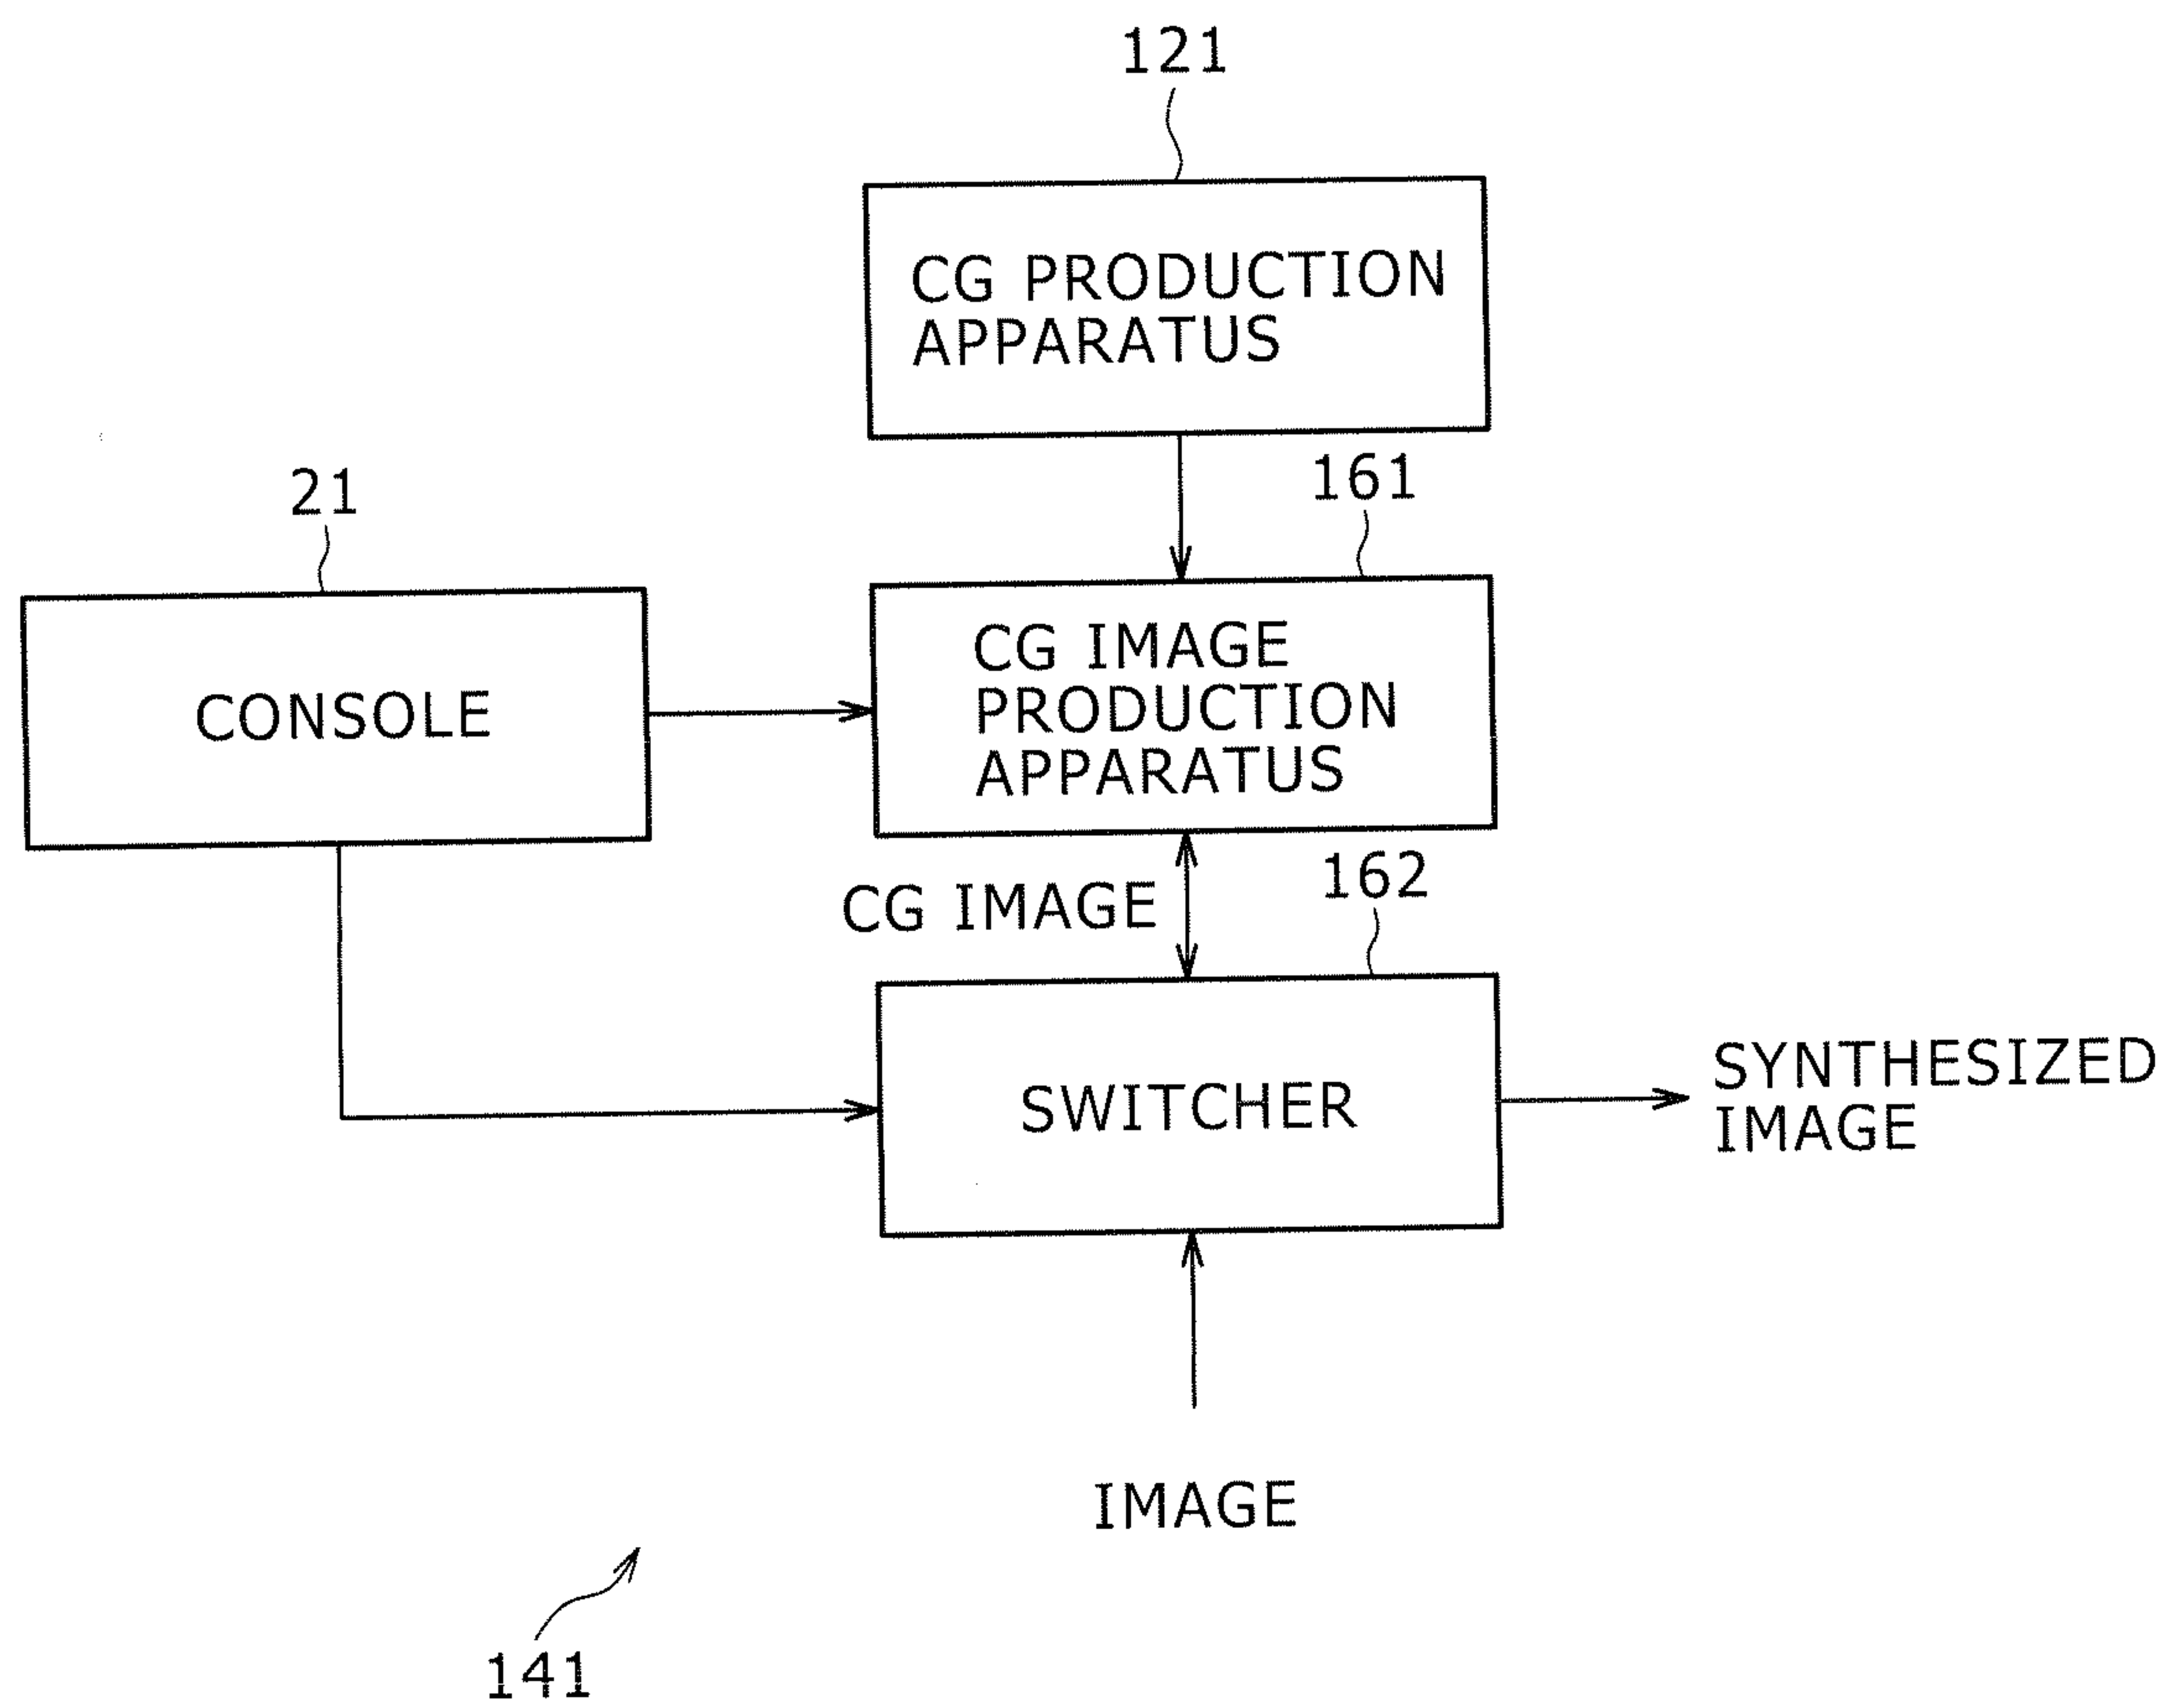 121
CG PRODUCTION
APPARATUS
21
161
CONSOLE
CG IMAGE
PRODUCTION
APPARATUS
CG IMAGE
162
SWITCHER
SYNTHESIZED
IMAGE
IMAGE
141